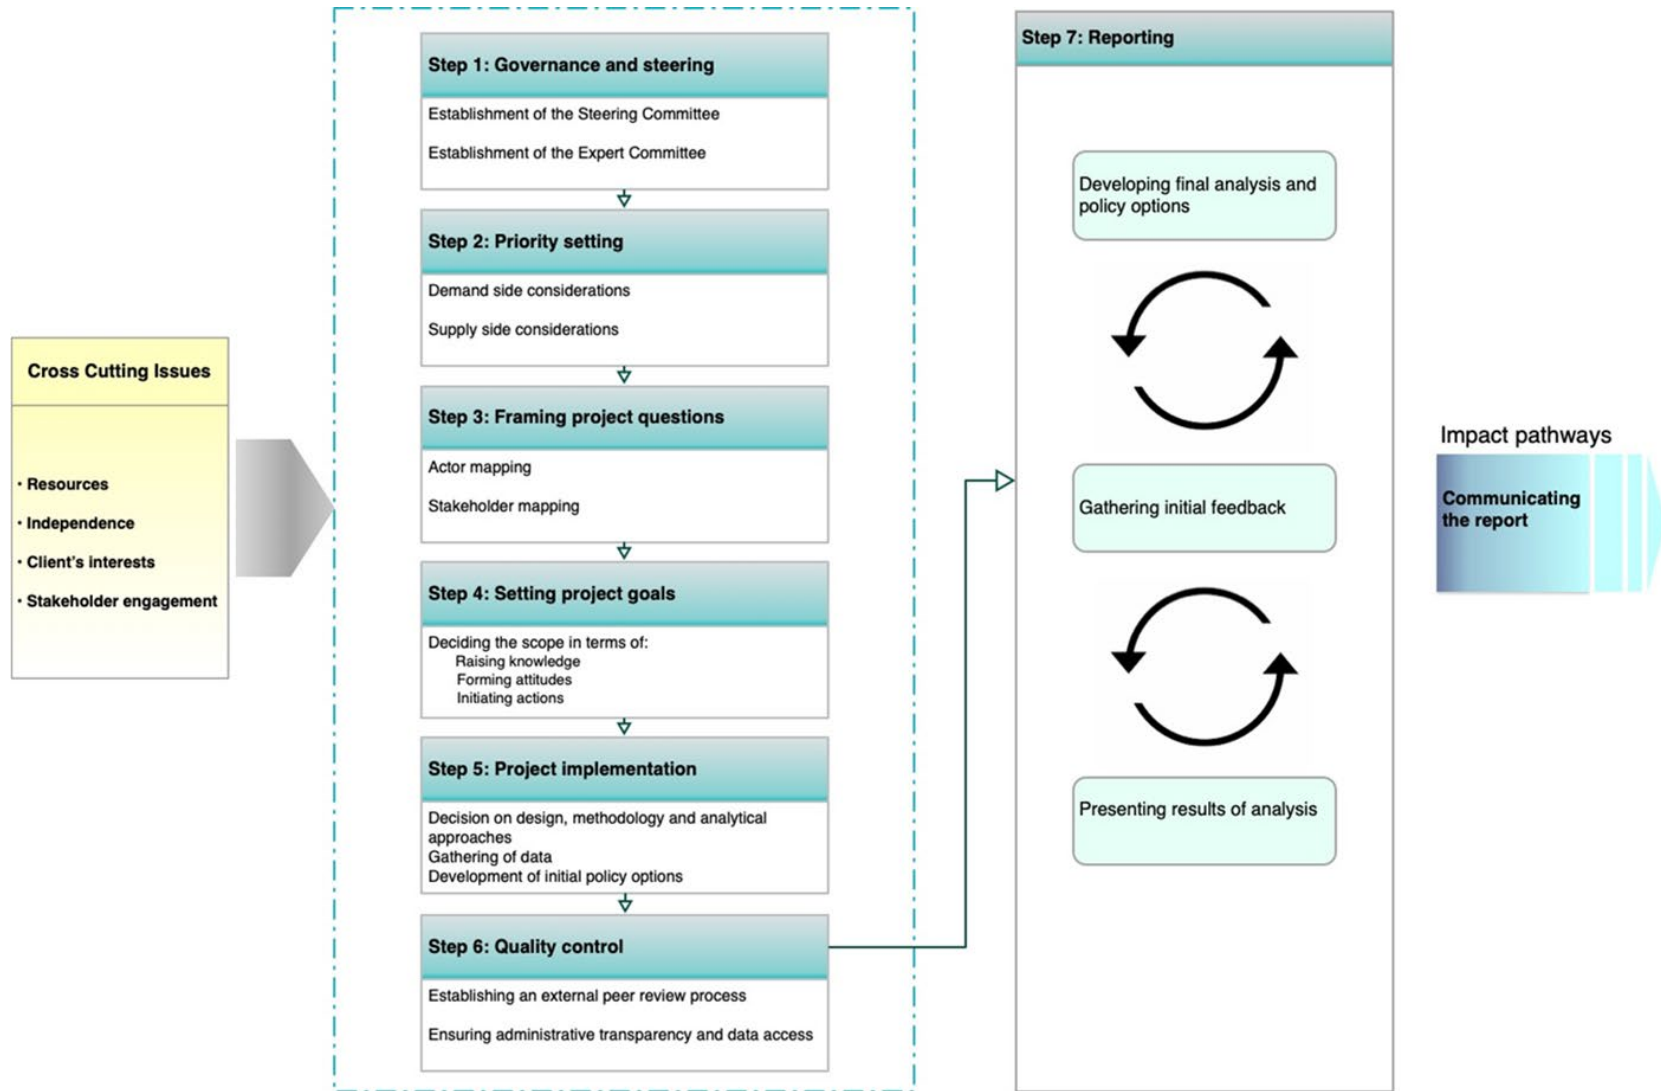 Cross Cutting Issues
· Resources
· Independence
· Client's interests
· Stakeholder engagement
Step 1: Governance and steering
Establishment of the Steering Committee
Establishment of the Expert Committee
Step 2: Priority setting
Demand side considerations
Supply side considerations
Step 3: Framing project questions
Actor mapping
Stakeholder mapping
Step 4: Setting project goals
Deciding the scope in terms of:
Raising knowledge
Forming attitudes
Initiating actions
Step 5: Project implementation
Decision on design, methodology and analytical
approaches
Gathering of data
Development of initial policy options
Step 6: Quality control
Establishing an external peer review process
Ensuring administrative transparency and data access
Step 7: Reporting
Developing final analysis and
policy options
Gathering initial feedback
Presenting results of analysis
Impact pathways
Communicating
the report